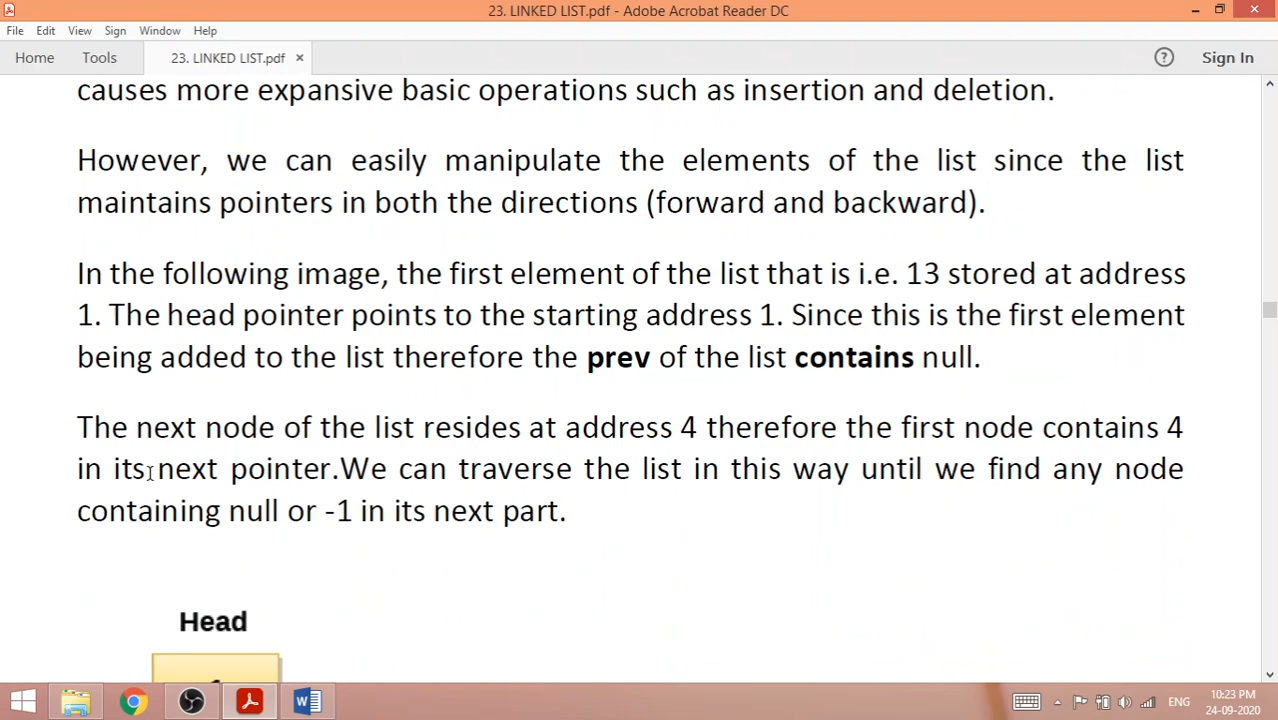 23. LINKED LIST.pdf - Adobe Acrobat Reader DC
File Edit View Sign Window Help
Home Tools 23. LINKED LIST.pdf × ? Sign In
causes more expansive basic operations such as insertion and deletion.
However, we can easily manipulate the elements of the list since the list
maintains pointers in both the directions (forward and backward).
In the following image, the first element of the list that is i.e. 13 stored at address
1. The head pointer points to the starting address 1. Since this is the first element
being added to the list therefore the prev of the list contains null.
The next node of the list resides at address 4 therefore the first node contains 4
in its next pointer.We can traverse the list in this way until we find any node
containing null or -1 in its next part.
Head
ENG
10:23 PM
24-09-2020